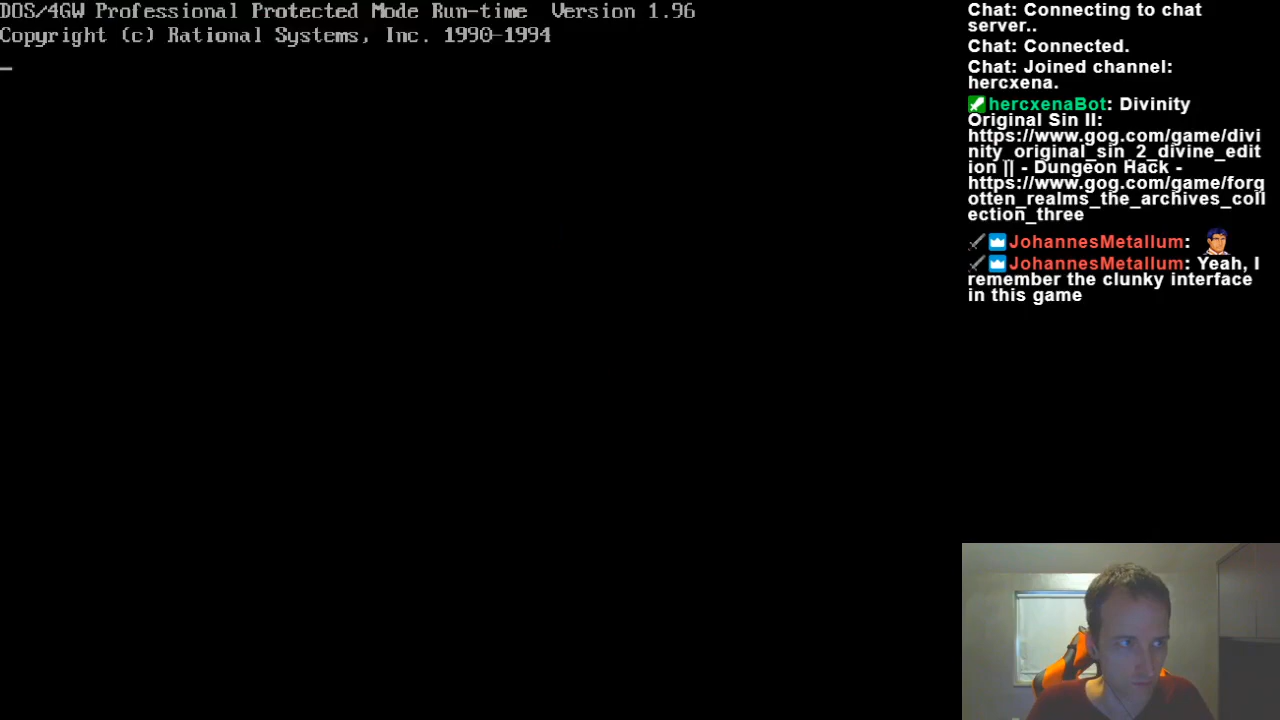 DOS/4GW Professional Protected Mode Run-time  Version 1.96
Copyright (c) Rational Systems, Inc. 1990-1994
Chat: Connecting to chat
server..
Chat: Connected.
Chat: Joined channel:
hercxena.
hercxenaBot: Divinity
Original Sin II:
https://www.gog.com/game/divi
nity_original_sin_2_divine_edit
ion || - Dungeon Hack -
https://www.gog.com/game/forg
otten_realms_the_archives_coll
ection_three
JohannesMetallum:
JohannesMetallum: Yeah, I
remember the clunky interface
in this game